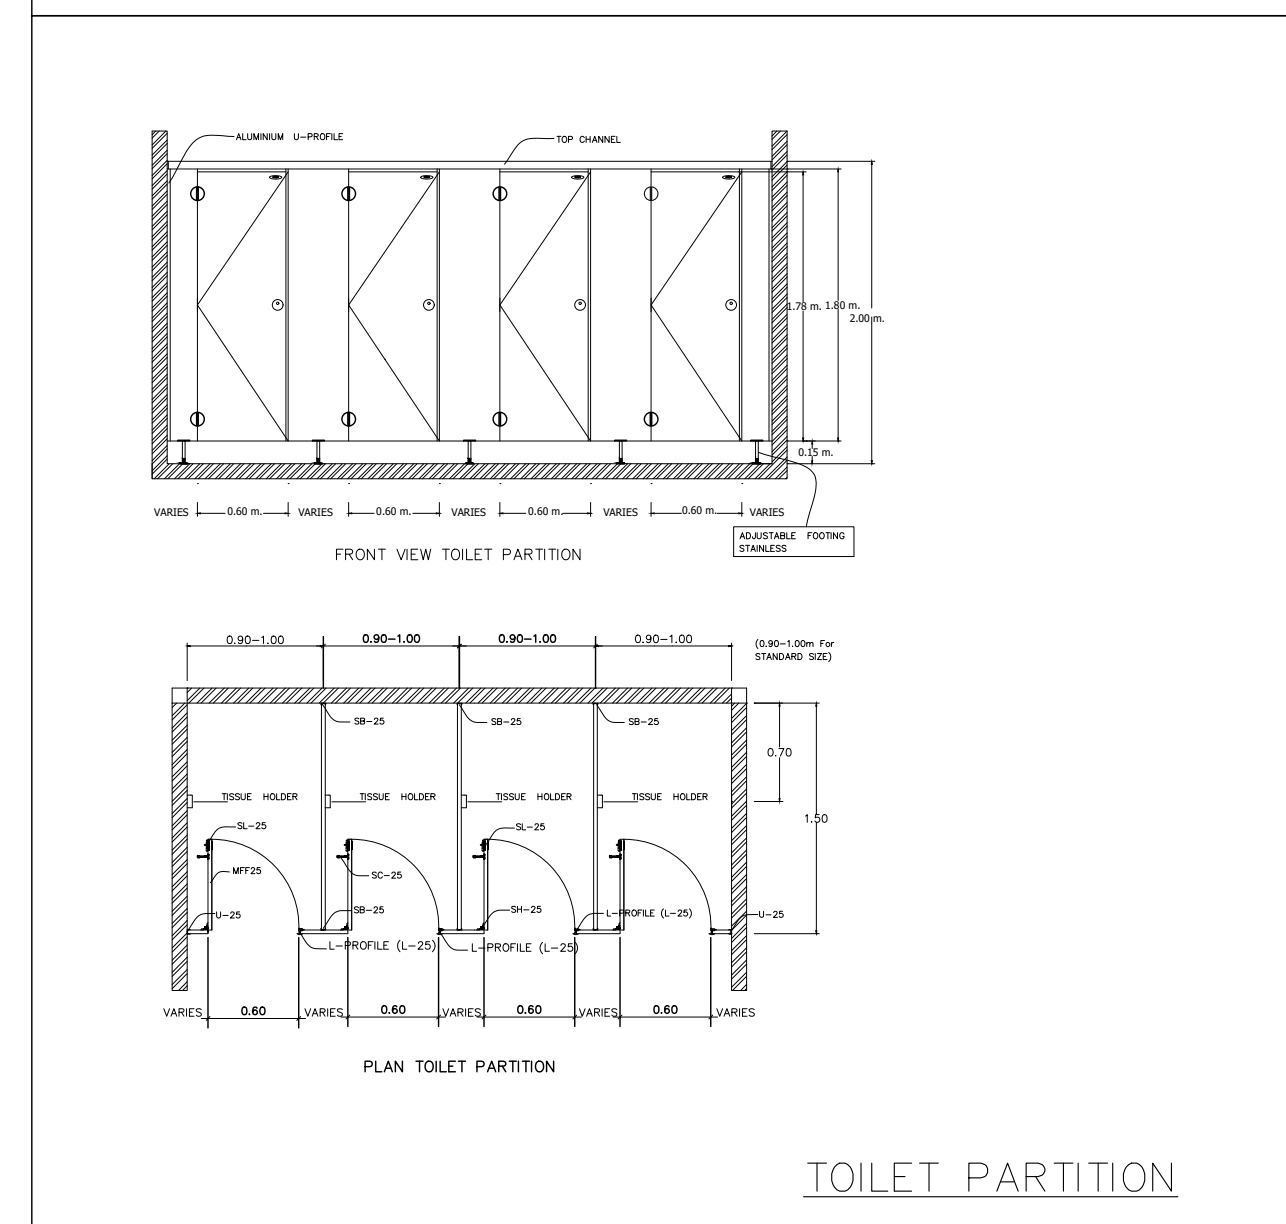 ALUMINIUM U-PROFILE
TOP CHANNEL
1.78 m. 1.80 m.
2.00 m.
0.15 m.
VARIES 0.60 m. VARIES 0.60 m. VARIES 0.60 m. VARIES 0.60 m. VARIES
ADJUSTABLE FOOTING
STAINLESS
FRONT VIEW TOILET PARTITION
0.90-1.00 0.90-1.00 0.90-1.00 0.90-1.00
(0.90-1.00m For
STANDARD SIZE)
SB-25 SB-25 SB-25
0.70
TISSUE HOLDER TISSUE HOLDER TISSUE HOLDER TISSUE HOLDER
1.50
SL-25 SL-25
MFF25 SC-25
U-25 SB-25 SH-25 L-PROFILE (L-25) U-25
L-PROFILE (L-25) L-PROFILE (L-25)
VARIES 0.60 VARIES 0.60 VARIES 0.60 VARIES 0.60 VARIES
PLAN TOILET PARTITION
TOILET PARTITION